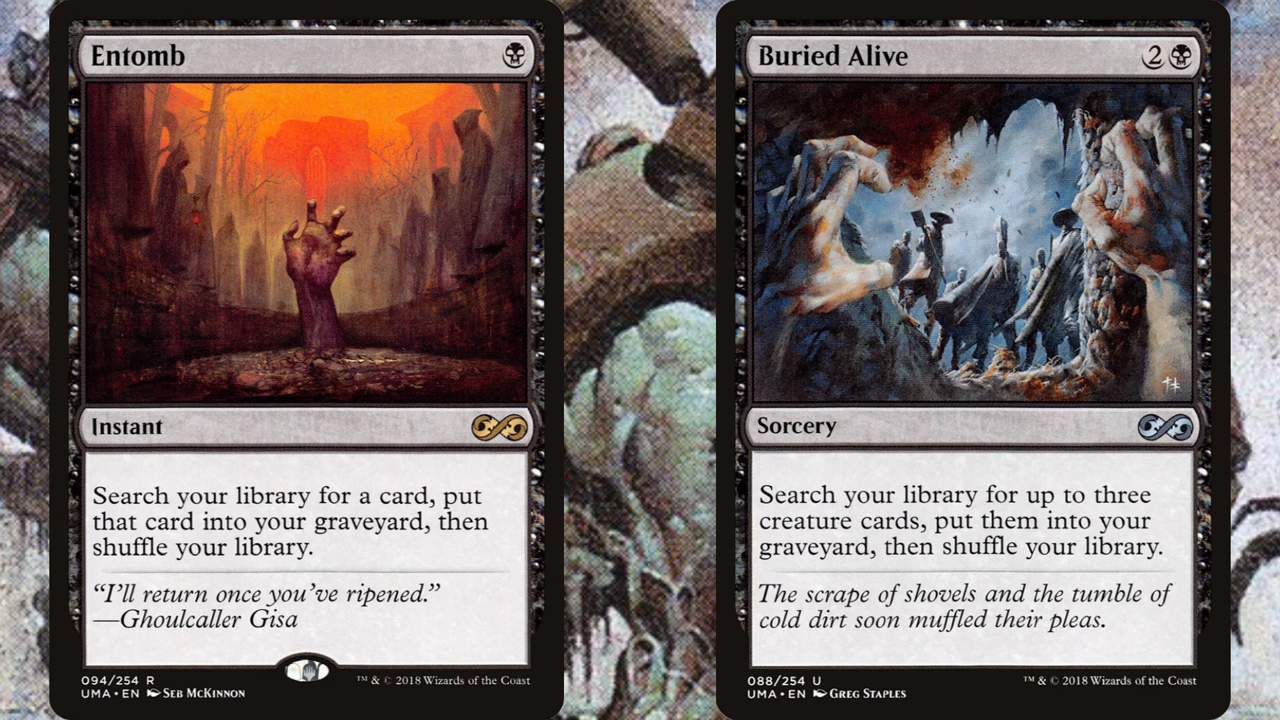 Entomb
Instant
Search your library for a card, put
that card into your graveyard, then
shuffle your library.
“I’ll return once you’ve ripened.”
—Ghoulcaller Gisa
094/254 R
UMA • EN Seb McKinnon
™ & © 2018 Wizards of the Coast
Buried Alive 2
Sorcery
Search your library for up to three
creature cards, put them into your
graveyard, then shuffle your library.
The scrape of shovels and the tumble of
cold dirt soon muffled their pleas.
088/254 U
UMA • EN Greg Staples
™ & © 2018 Wizards of the Coast